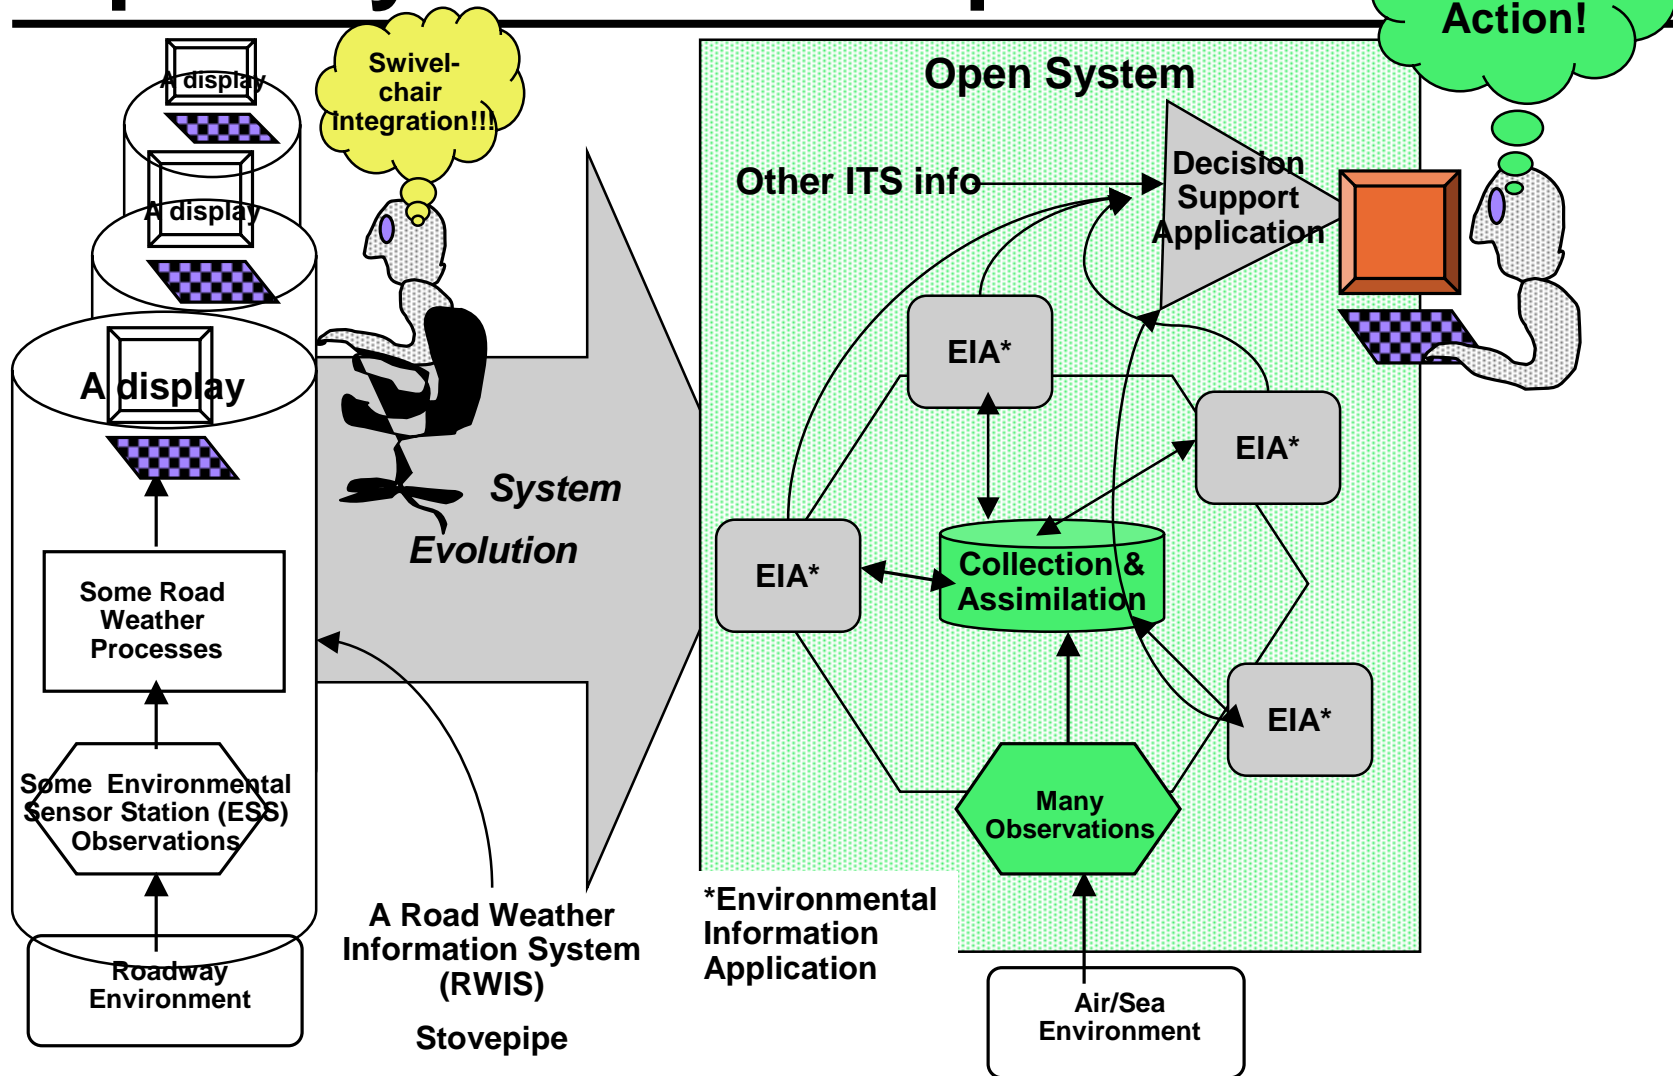 Action!
A display
Swivel-
chair
Integration!!!
Open System
A display
Other ITS info
Decision
Support
Application
A display
EIA*
EIA*
System
Evolution
EIA*
Collection &
Assimilation
Some Road
Weather
Processes
EIA*
Some Environmental
Sensor Station (ESS)
Observations
Many
Observations
*Environmental
Information
Application
A Road Weather
Information System
(RWIS)
Stovepipe
Roadway
Environment
Air/Sea
Environment